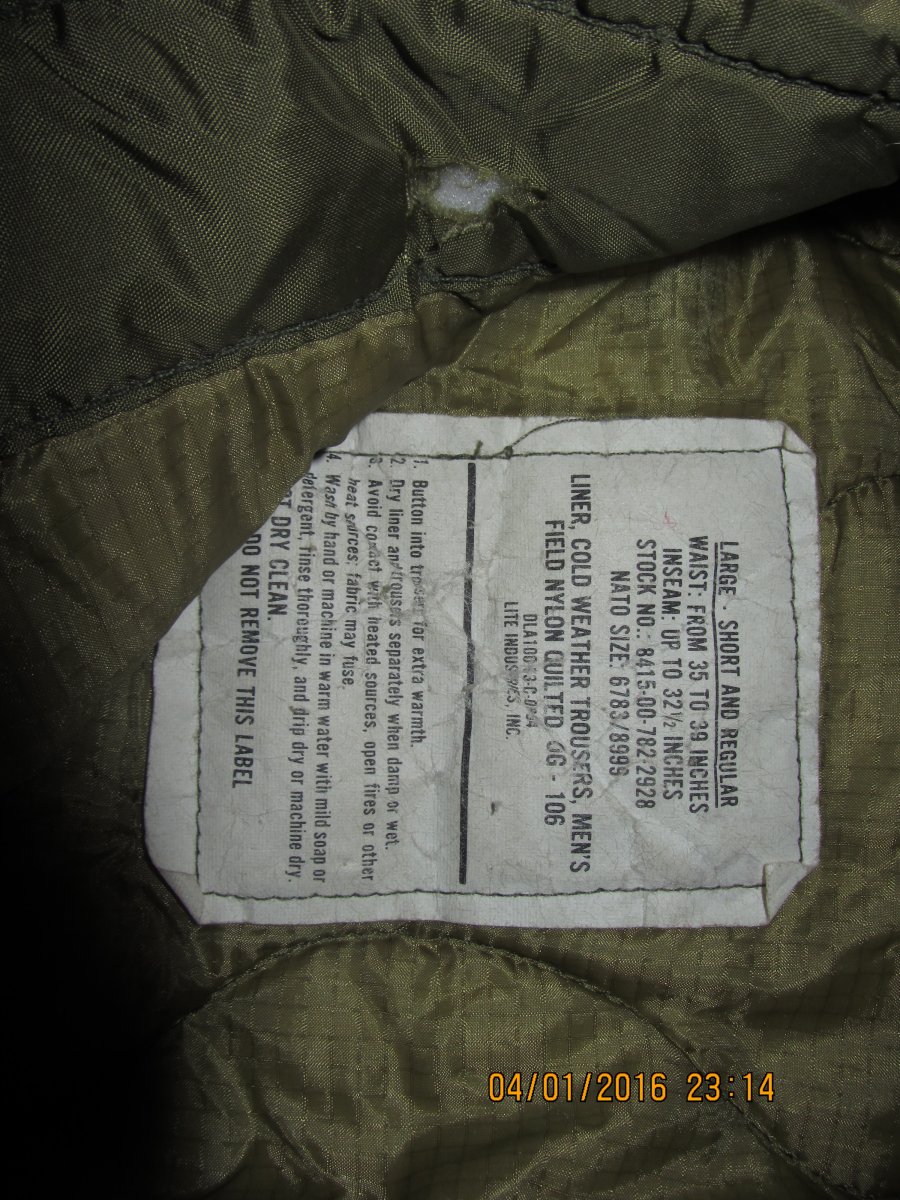 LARGE - SHORT AND REGULAR
WAIST: FROM 35 TO 39 INCHES
INSEAM: UP TO 32½ INCHES
STOCK NO.: 8415-00-782-2928
NATO SIZE: 6783/8999
LINER, COLD WEATHER TROUSERS, MEN'S
FIELD NYLON QUILTED, OG - 106
LITE INDUSTRIES, INC.
1. Button into trousers for extra warmth.
2. Dry liner and trousers separately when damp or wet.
3. Avoid contact with heated sources, open fires or other
heat sources; fabric may fuse.
4. Wash by hand or machine in warm water with mild soap or
detergent, rinse thoroughly, and drip dry or machine dry.
DRY CLEAN.
DO NOT REMOVE THIS LABEL
04/01/2016 23:14